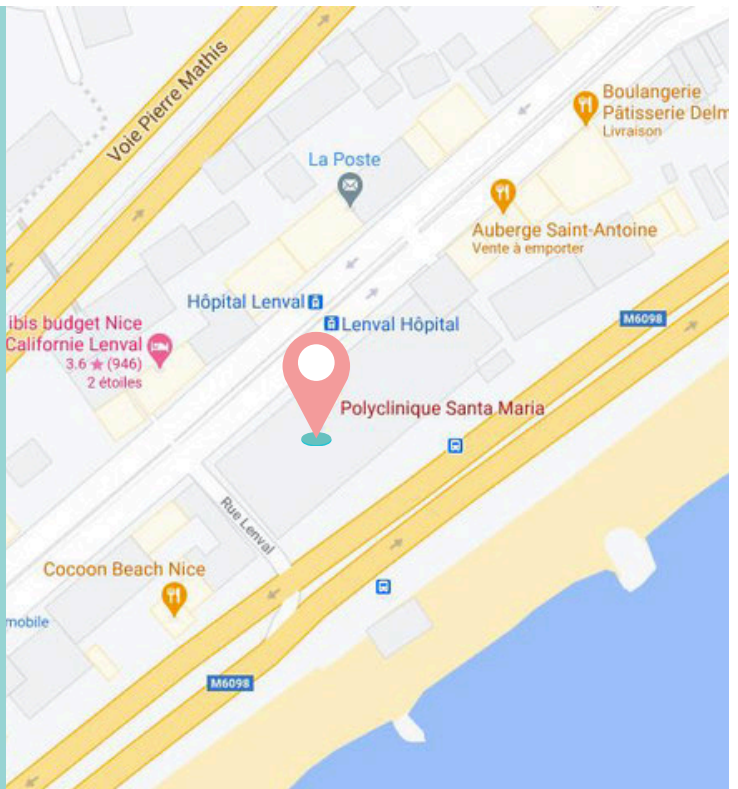 Voie Pierre Mathis
Boulangerie
Pâtisserie Delm
Livraison
La Poste
Auberge Saint-Antoine
Vente à emporter
Hôpital Lenval
Lenval Hôpital
M6098
ibis budget Nice
Californie Lenval
3.6 ★ (946)
2 étoiles
Polyclinique Santa Maria
Rue Lenval
Cocoon Beach Nice
mobile
M6098